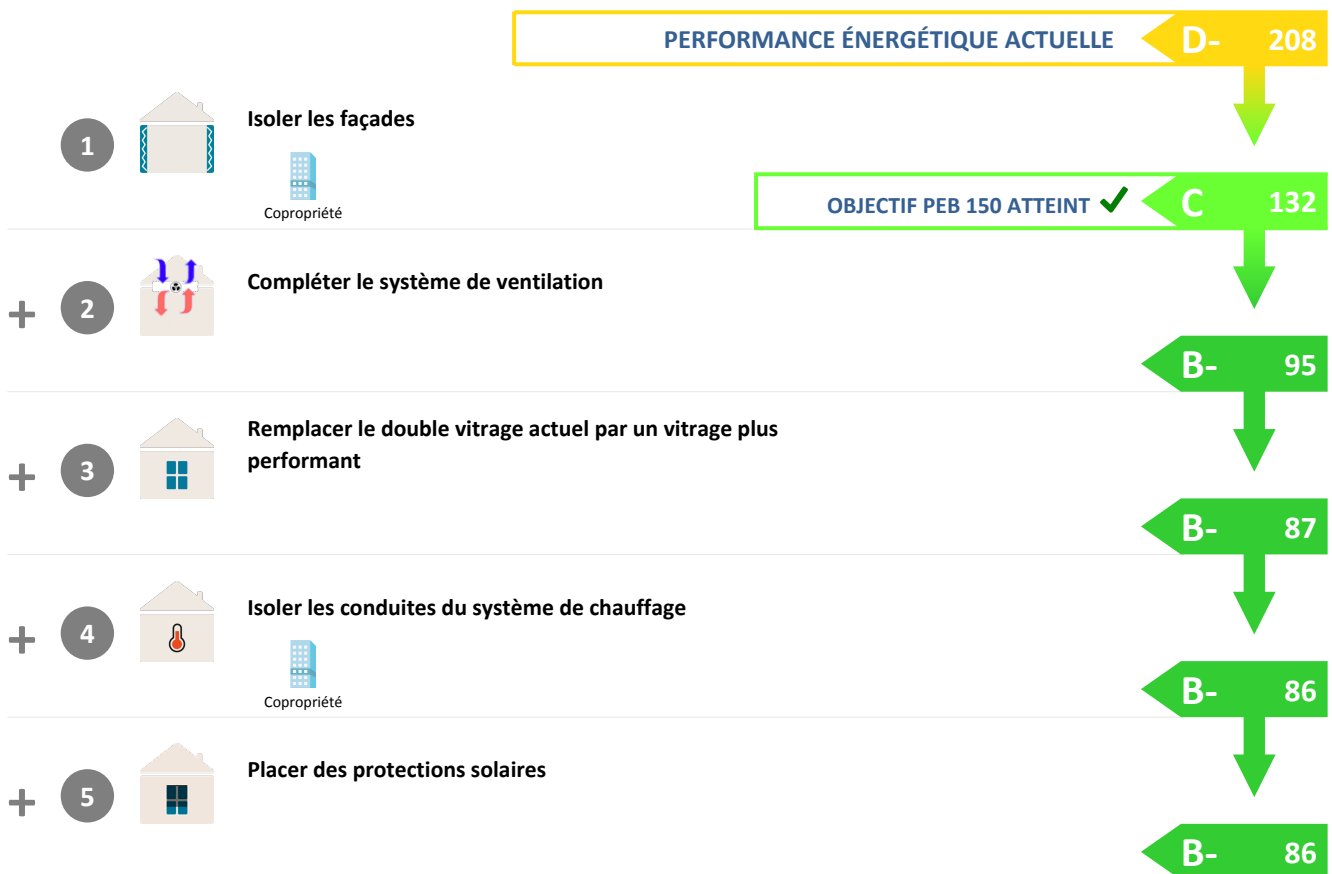 PERFORMANCE ÉNERGÉTIQUE ACTUELLE D- 208
1 Isoler les façades
Copropriété
OBJECTIF PEB 150 ATTEINT C 132
+ 2 Compléter le système de ventilation
B- 95
+ 3 Remplacer le double vitrage actuel par un vitrage plus
performant
B- 87
+ 4 Isoler les conduites du système de chauffage
Copropriété
B- 86
+ 5 Placer des protections solaires
B- 86